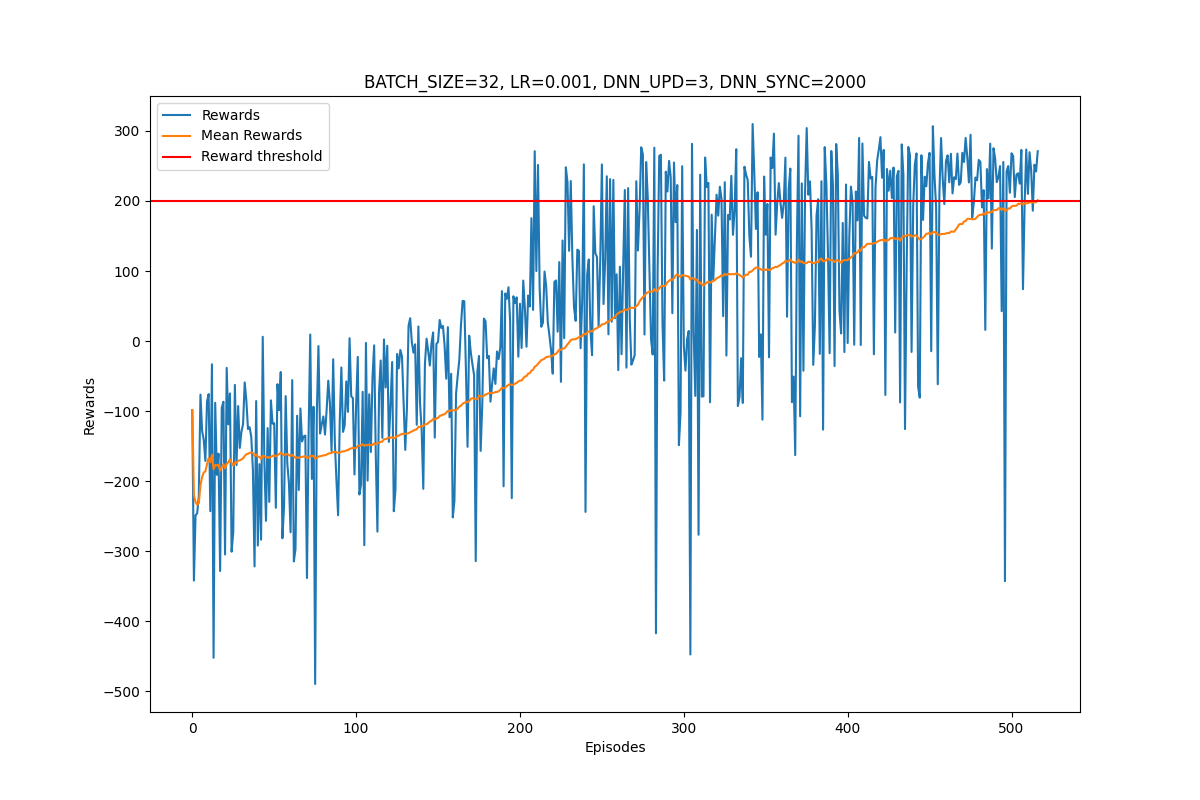 BATCH_SIZE=32, LR=0.001, DNN_UPD=3, DNN_SYNC=2000
Rewards
Mean Rewards
Reward threshold
300
200
100
0
−100
−200
−300
−400
−500
Rewards
0 100 200 300 400 500
Episodes